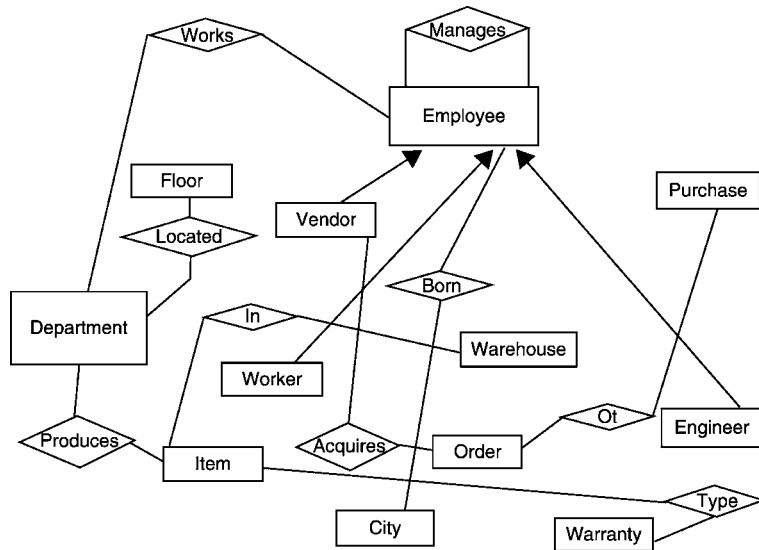 Manages
Works
Employee
Floor
Purchase
Vendor
Located
Born
In
Department
Warehouse
Worker
Ot
Produces
Acquires
Order
Engineer
Item
Type
City
Warranty